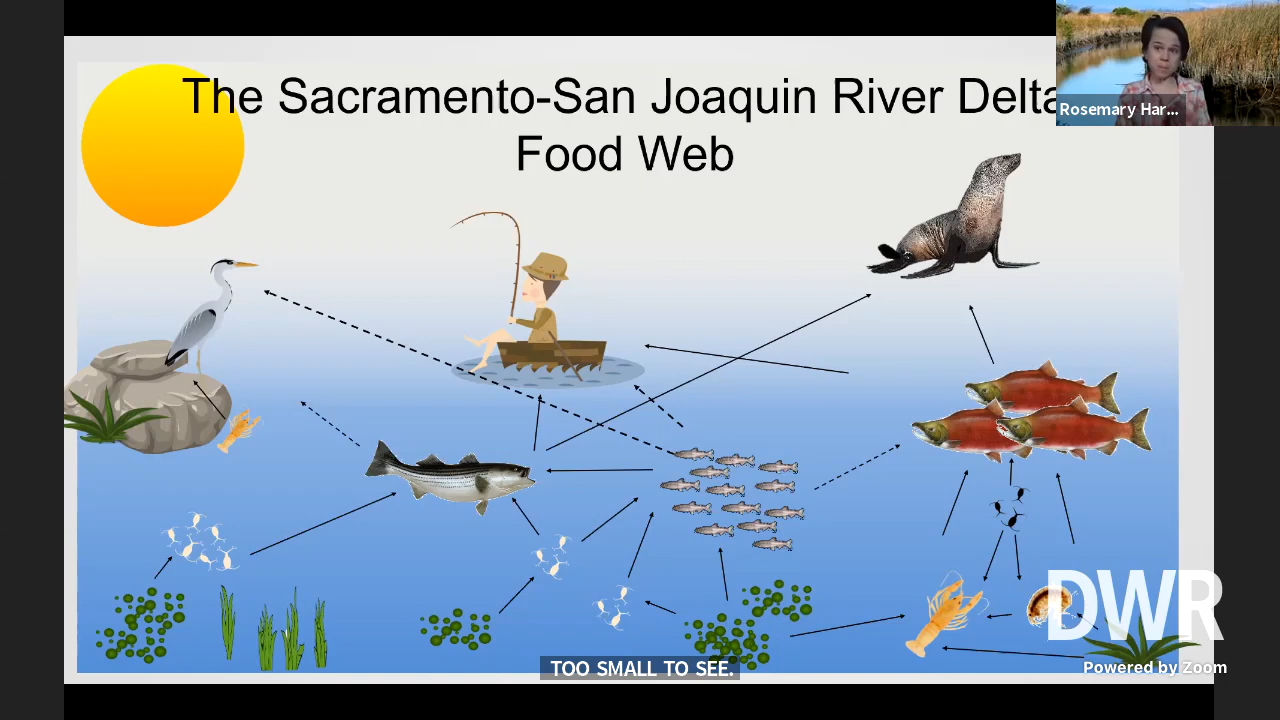 The Sacramento-San Joaquin River Delta
Food Web
Rosemary Har...
DWR
Powered by Zoom
TOO SMALL TO SEE.